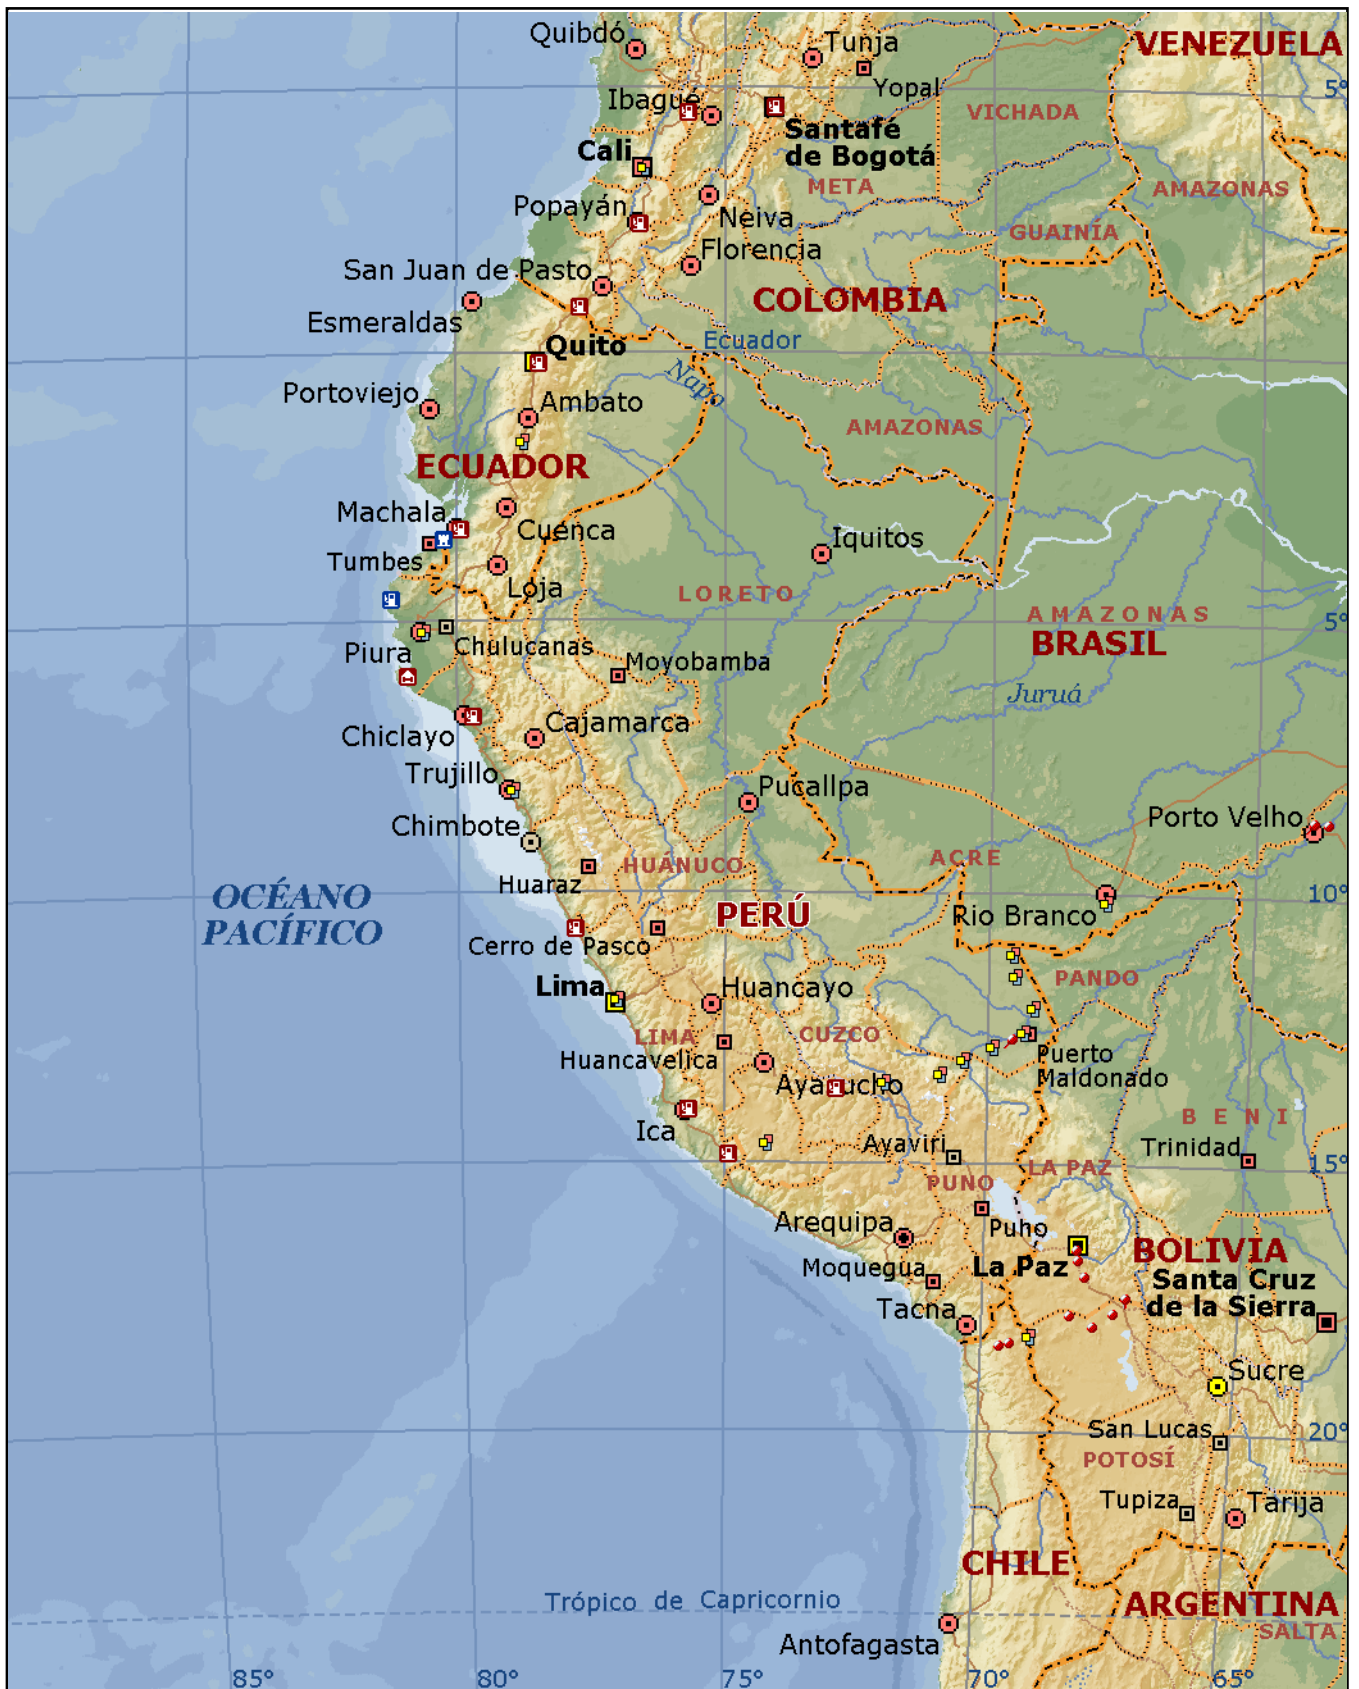 Quibdó
Tunja
VENEZUELA
Yopal
5°
Ibagué
VICHADA
Santafé
de Bogotá
Cali
META
AMAZONAS
Popayán
Neiva
GUAINÍA
Florencia
San Juan de Pasto
COLOMBIA
Esmeraldas
Ecuador
Quito
Napo
Portoviejo
Ambato
AMAZONAS
ECUADOR
Machala
Cuenca
Iquitos
Tumbes
Loja
LORETO
AMAZONAS
5°
BRASIL
Piura
Chulucanas
Moyobamba
Juruá
Chiclayo
Cajamarca
Trujillo
Pucallpa
Chimbote
Porto Velho
HUÁNUCO
ACRE
Huaraz
OCÉANO
PACÍFICO
10°
PERÚ
Rio Branco
Cerro de Pasco
PANDO
Lima
Huancayo
LIMA
CUZCO
Huancavelica
Puerto
Maldonado
Ayacucho
BENI
Ica
Ayaviri
Trinidad
15°
LA PAZ
PUNO
Arequipa
Puno
BOLIVIA
Moquegua
La Paz
Santa Cruz
de la Sierra
Tacna
Sucre
San Lucas
20°
POTOSÍ
Tupiza
Tarija
CHILE
Trópico de Capricornio
ARGENTINA
SALTA
Antofagasta
85°
80°
75°
70°
65°